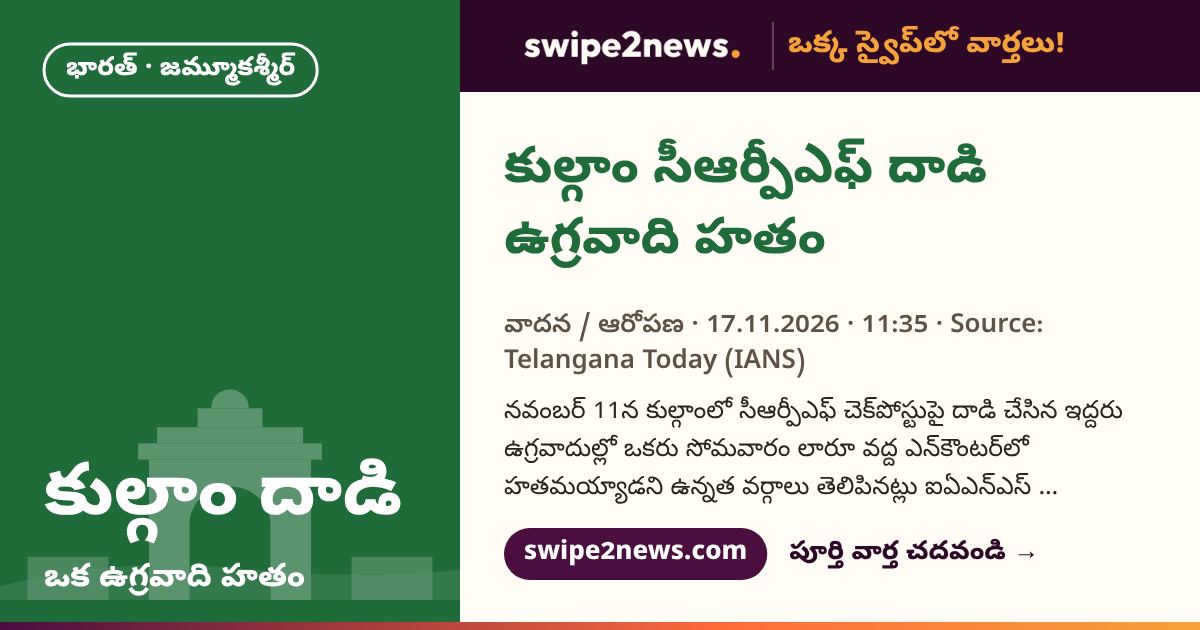 భారత్ · జమ్మూకశ్మీర్
కుల్గాం దాడి
ఒక ఉగ్రవాది హతం
swipe2news.
ఒక్క స్వైప్‌లో వార్తలు!
కుల్గాం సీఆర్పీఎఫ్ దాడి
ఉగ్రవాది హతం
వాదన / ఆరోపణ · 17.11.2026 · 11:35 · Source:
Telangana Today (IANS)
నవంబర్ 11న కుల్గాంలో సీఆర్పీఎఫ్ చెక్‌పోస్టుపై దాడి చేసిన ఇద్దరు
ఉగ్రవాదుల్లో ఒకరు సోమవారం లారూ వద్ద ఎన్‌కౌంటర్‌లో
హతమయ్యాడని ఉన్నత వర్గాలు తెలిపినట్లు ఐఏఎన్ఎస్ ...
swipe2news.com
పూర్తి వార్త చదవండి →